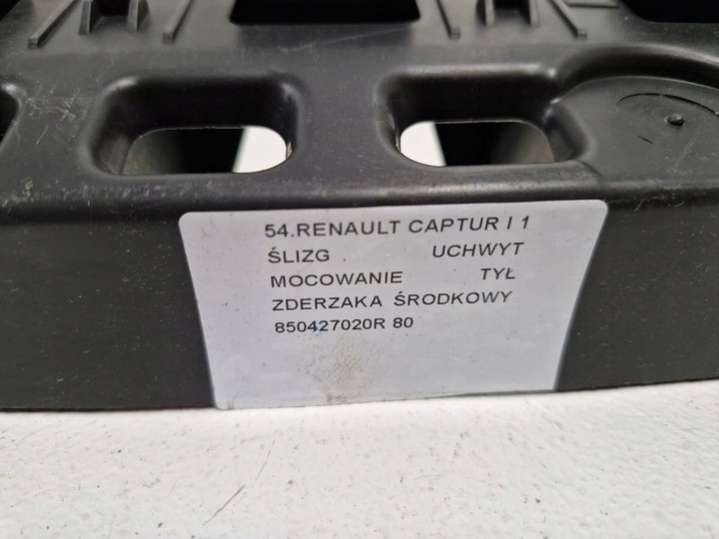 54.RENAULT CAPTUR I 1
ŚLIZG . UCHWYT
MOCOWANIE TYŁ
ZDERZAKA ŚRODKOWY
850427020R 80